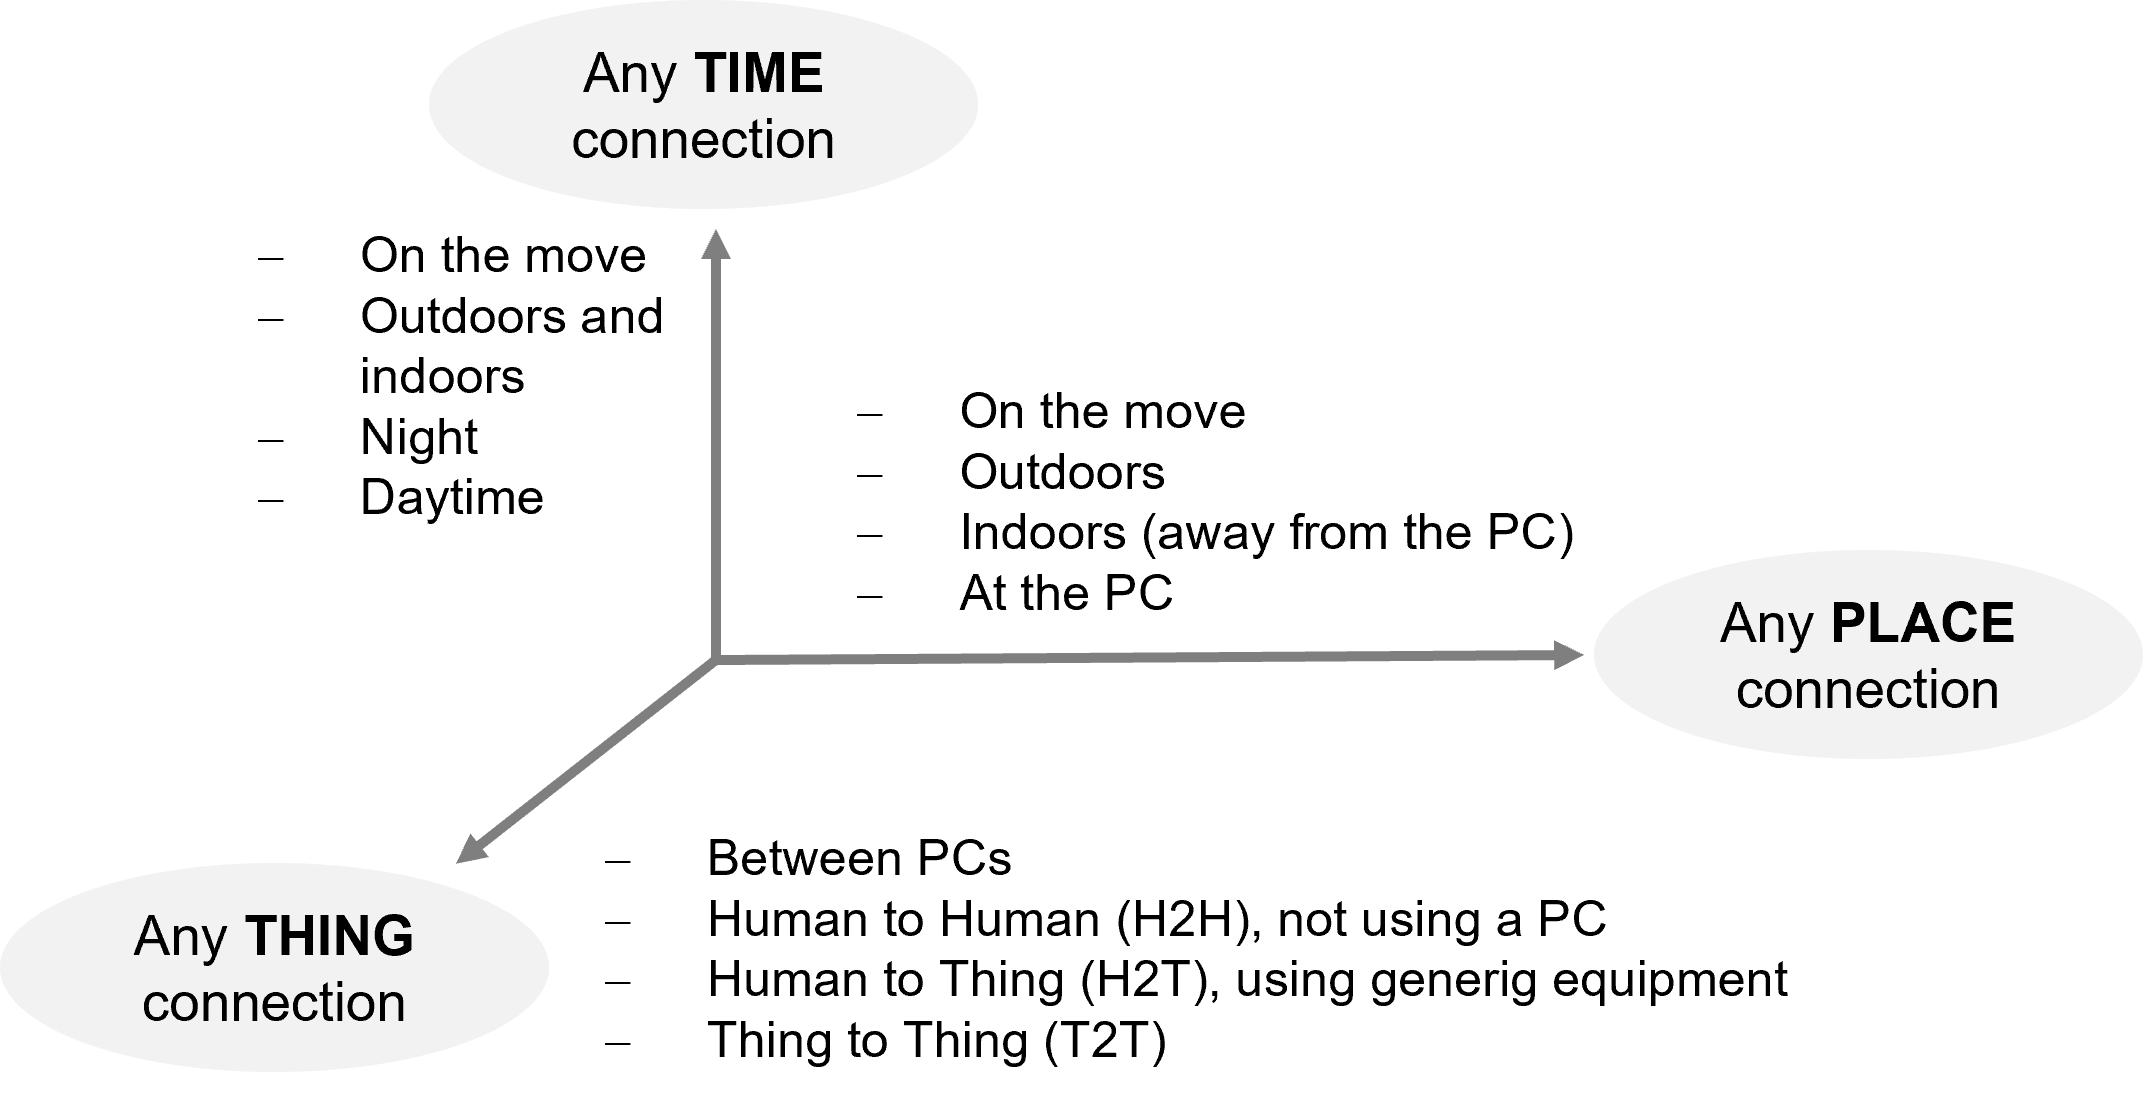 Any TIME
connection
– On the move
– Outdoors and
indoors
– Night
– Daytime
– On the move
– Outdoors
– Indoors (away from the PC)
– At the PC
Any PLACE
connection
Any THING
connection
– Between PCs
– Human to Human (H2H), not using a PC
– Human to Thing (H2T), using generig equipment
– Thing to Thing (T2T)